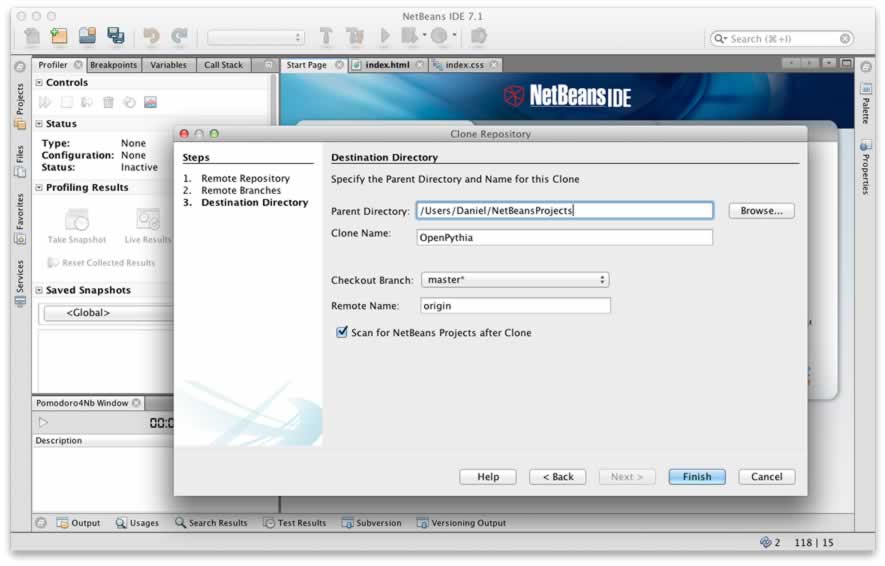 NetBeans IDE 7.1
Search (⌘+I)
Profiler
Breakpoints
Variables
Call Stack
Start Page
index.html
index.css
Projects
Files
Favorites
Services
Controls
Status
Type: None
Configuration: None
Status: Inactive
Profiling Results
Take Snapshot
Live Results
Reset Collected Results
Saved Snapshots
<Global>
Pomodoro4Nb Window
00:0
Description
NetBeans IDE
Palette
Properties
Clone Repository
Steps
1. Remote Repository
2. Remote Branches
3. Destination Directory
Destination Directory
Specify the Parent Directory and Name for this Clone
Parent Directory: /Users/Daniel/NetBeansProjects
Browse...
Clone Name: OpenPythia
Checkout Branch: master*
Remote Name: origin
Scan for NetBeans Projects after Clone
Help
< Back
Next >
Finish
Cancel
Output
Usages
Search Results
Test Results
Subversion
Versioning Output
2
118 | 15